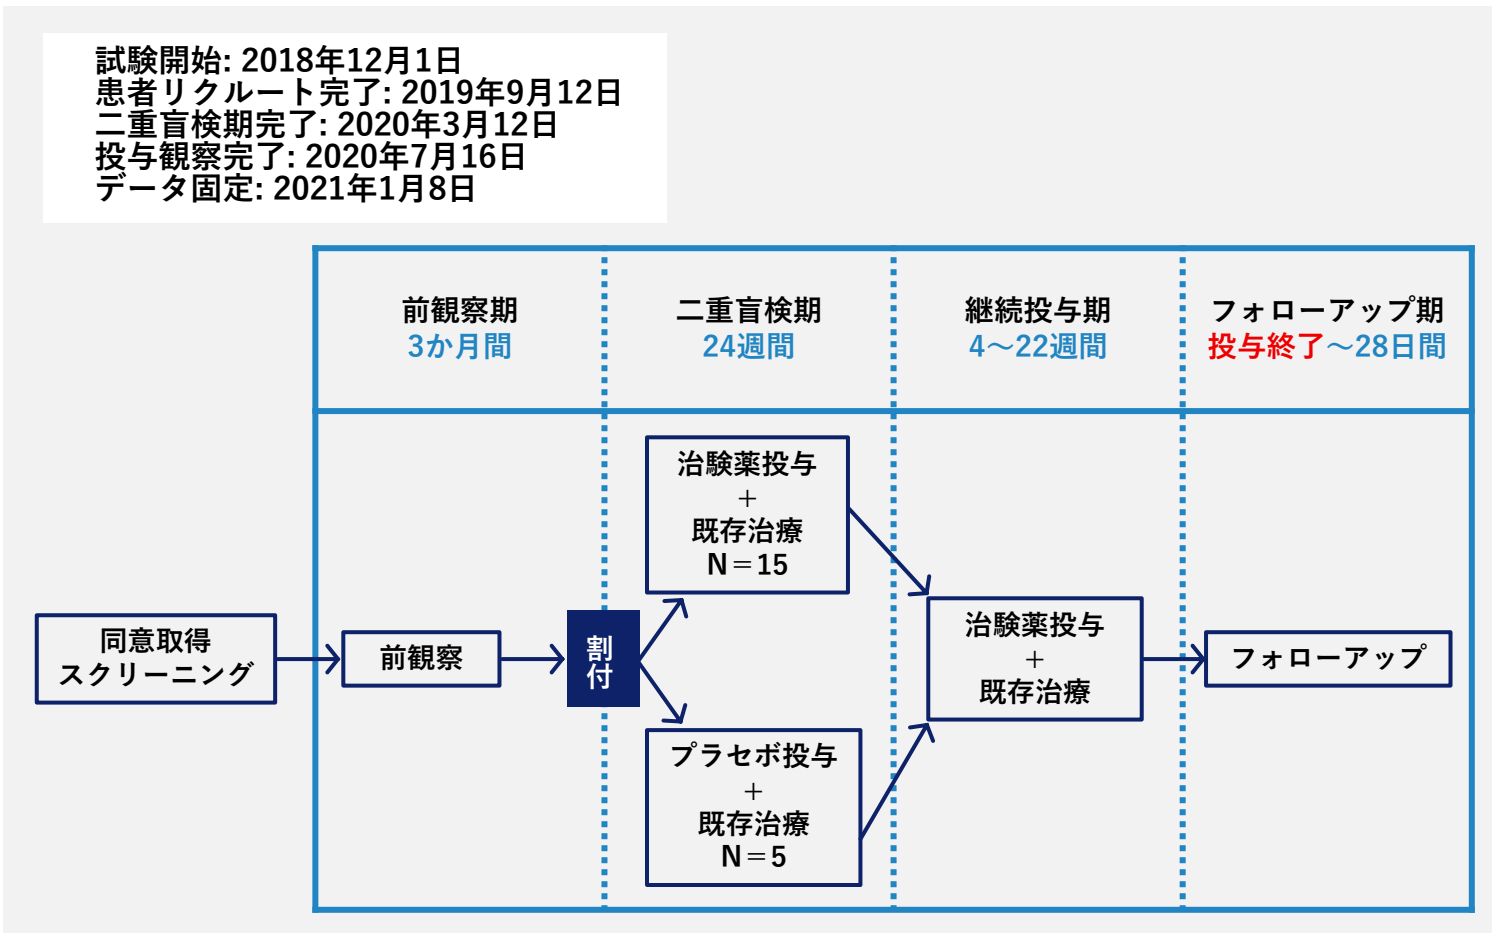 試験開始: 2018年12月1日
患者リクルート完了: 2019年9月12日
二重盲検期完了: 2020年3月12日
投与観察完了: 2020年7月16日
データ固定: 2021年1月8日
前観察期
3か月間
二重盲検期
24週間
継続投与期
4～22週間
フォローアップ期
投与終了～28日間
同意取得
スクリーニング
前観察
割
付
治験薬投与
＋
既存治療
N＝15
プラセボ投与
＋
既存治療
N＝5
治験薬投与
＋
既存治療
フォローアップ